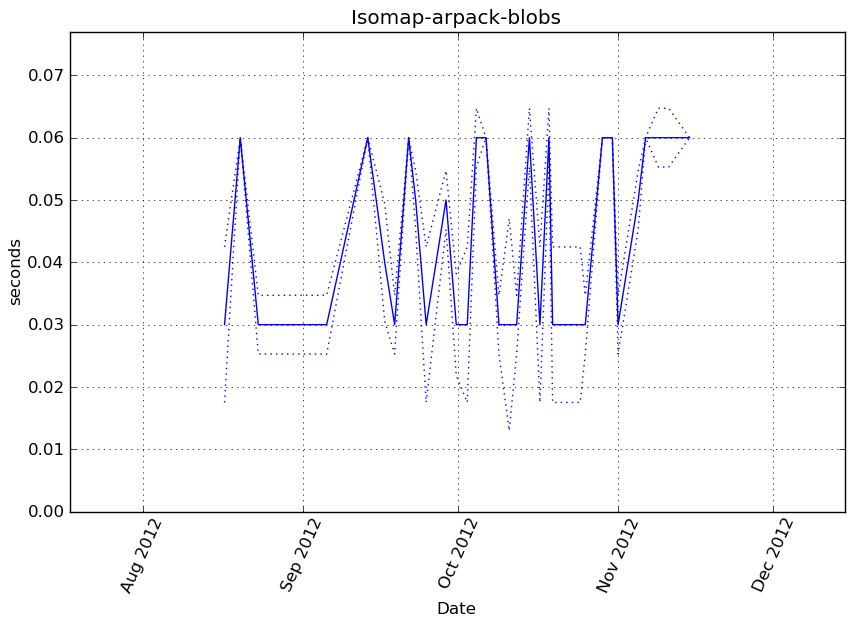 Isomap-arpack-blobs
0.07
0.06
0.05
0.04
0.03
0.02
0.01
0.00
seconds
Aug 2012
Sep 2012
Oct 2012
Nov 2012
Dec 2012
Date